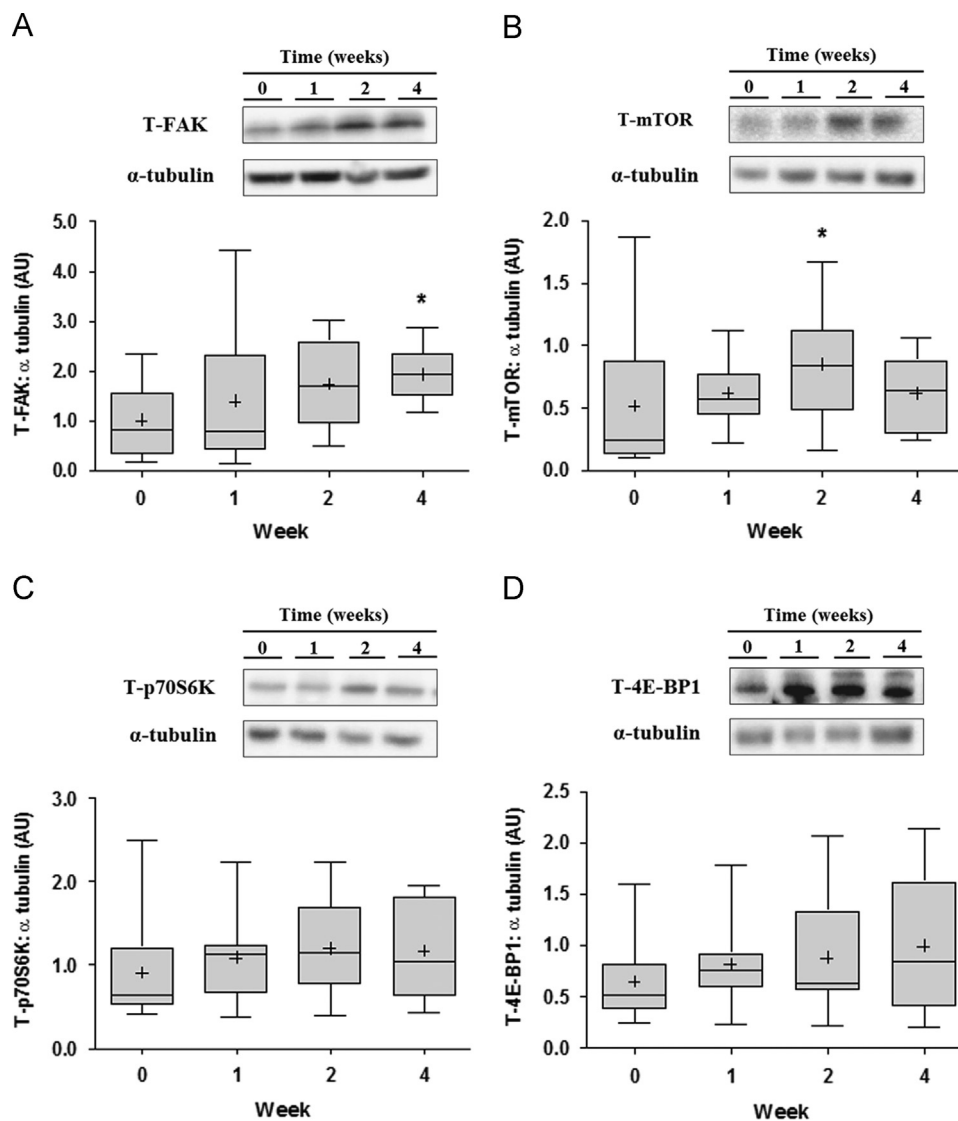 A
Time (weeks)
0 1 2 4
T-FAK
α-tubulin
T-FAK: α tubulin (AU)
5.0
4.0
3.0
2.0
1.0
0.0
*
0 1 2 4
Week
B
Time (weeks)
0 1 2 4
T-mTOR
α-tubulin
T-mTOR: α tubulin (AU)
2.0
1.5
1.0
0.5
0.0
*
0 1 2 4
Week
C
Time (weeks)
0 1 2 4
T-p70S6K
α-tubulin
T-p70S6K: α tubulin (AU)
3.0
2.0
1.0
0.0
0 1 2 4
Week
D
Time (weeks)
0 1 2 4
T-4E-BP1
α-tubulin
T-4E-BP1: α tubulin (AU)
2.5
2.0
1.5
1.0
0.5
0.0
0 1 2 4
Week